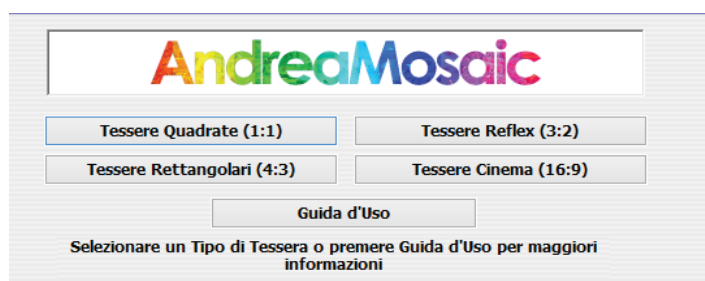 AndreaMosaic
Tessere Quadrate (1:1)
Tessere Reflex (3:2)
Tessere Rettangolari (4:3)
Tessere Cinema (16:9)
Guida d'Uso
Selezionare un Tipo di Tessera o premere Guida d'Uso per maggiori
informazioni